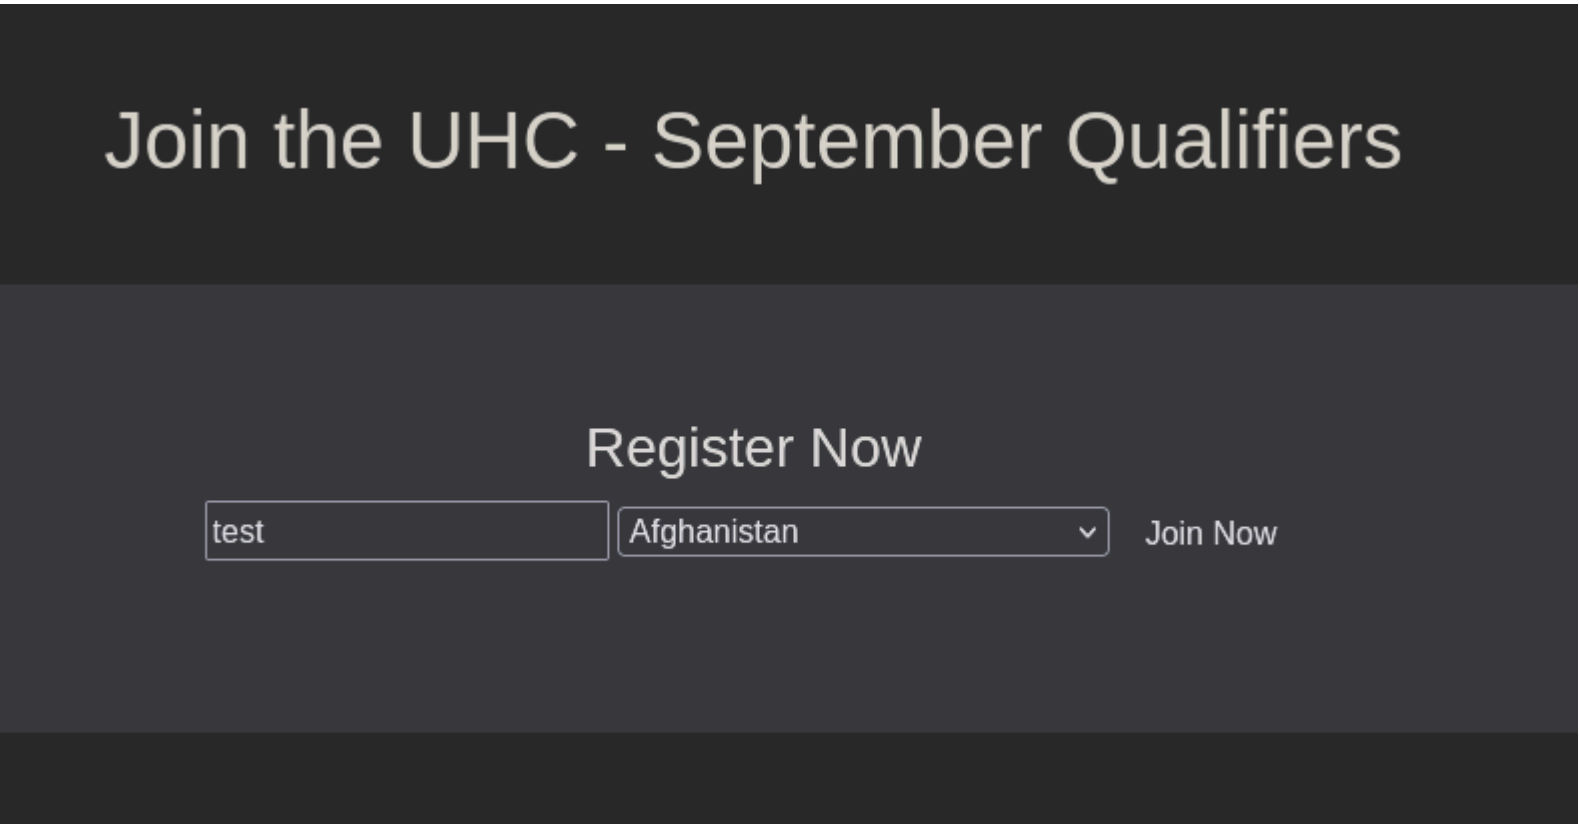 Join the UHC - September Qualifiers
Register Now
test Afghanistan Join Now